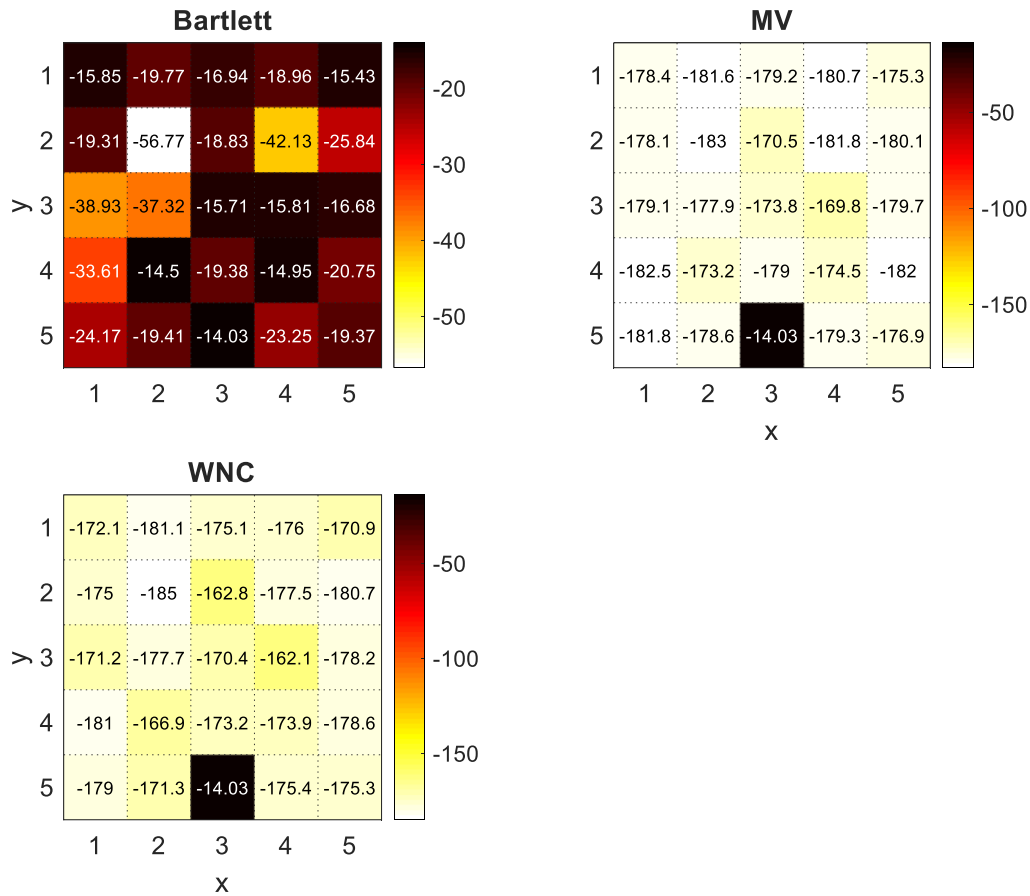 Bartlett
1 -15.85 -19.77 -16.94 -18.96 -15.43
2 -19.31 -56.77 -18.83 -42.13 -25.84
y 3 -38.93 -37.32 -15.71 -15.81 -16.68
4 -33.61 -14.5 -19.38 -14.95 -20.75
5 -24.17 -19.41 -14.03 -23.25 -19.37
1 2 3 4 5
-20
-30
-40
-50
MV
1 -178.4 -181.6 -179.2 -180.7 -175.3
2 -178.1 -183 -170.5 -181.8 -180.1
3 -179.1 -177.9 -173.8 -169.8 -179.7
4 -182.5 -173.2 -179 -174.5 -182
5 -181.8 -178.6 -14.03 -179.3 -176.9
1 2 3 4 5
x
-50
-100
-150
WNC
1 -172.1 -181.1 -175.1 -176 -170.9
2 -175 -185 -162.8 -177.5 -180.7
y 3 -171.2 -177.7 -170.4 -162.1 -178.2
4 -181 -166.9 -173.2 -173.9 -178.6
5 -179 -171.3 -14.03 -175.4 -175.3
1 2 3 4 5
x
-50
-100
-150